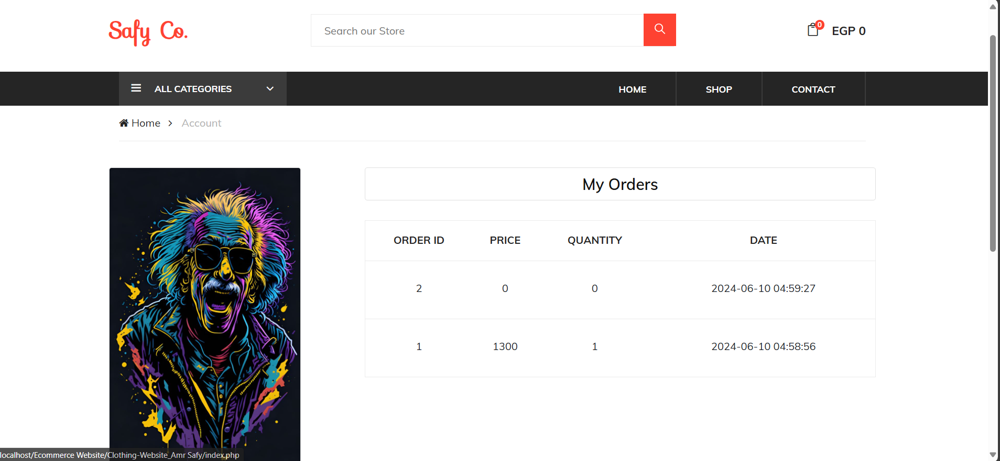 Safy Co.
Search our Store
0
EGP 0
ALL CATEGORIES
HOME
SHOP
CONTACT
Home > Account
My Orders
ORDER ID PRICE QUANTITY DATE
2 0 0 2024-06-10 04:59:27
1 1300 1 2024-06-10 04:58:56
localhost/Ecommerce Website/Clothing-Website_Amr Safy/index.php